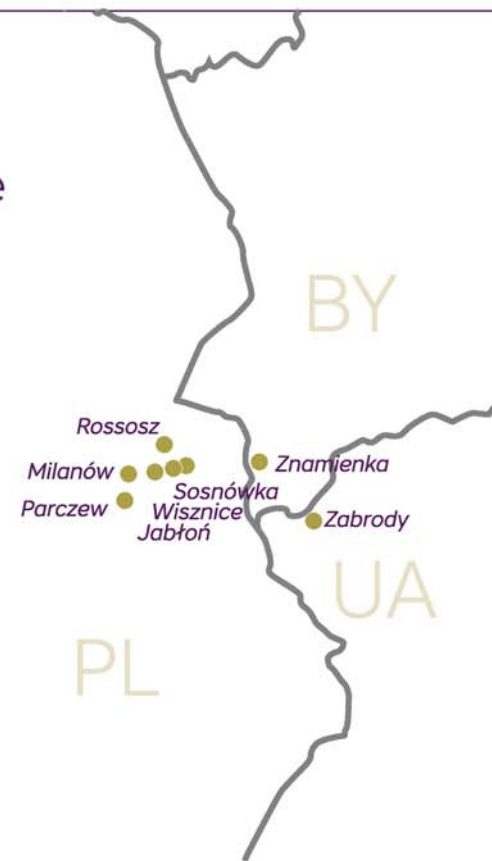 e
BY
Rossosz
Milanów
Znamienka
Sosnówka
Parczew
Wisznice
Zabrody
Jabłoń
UA
PL